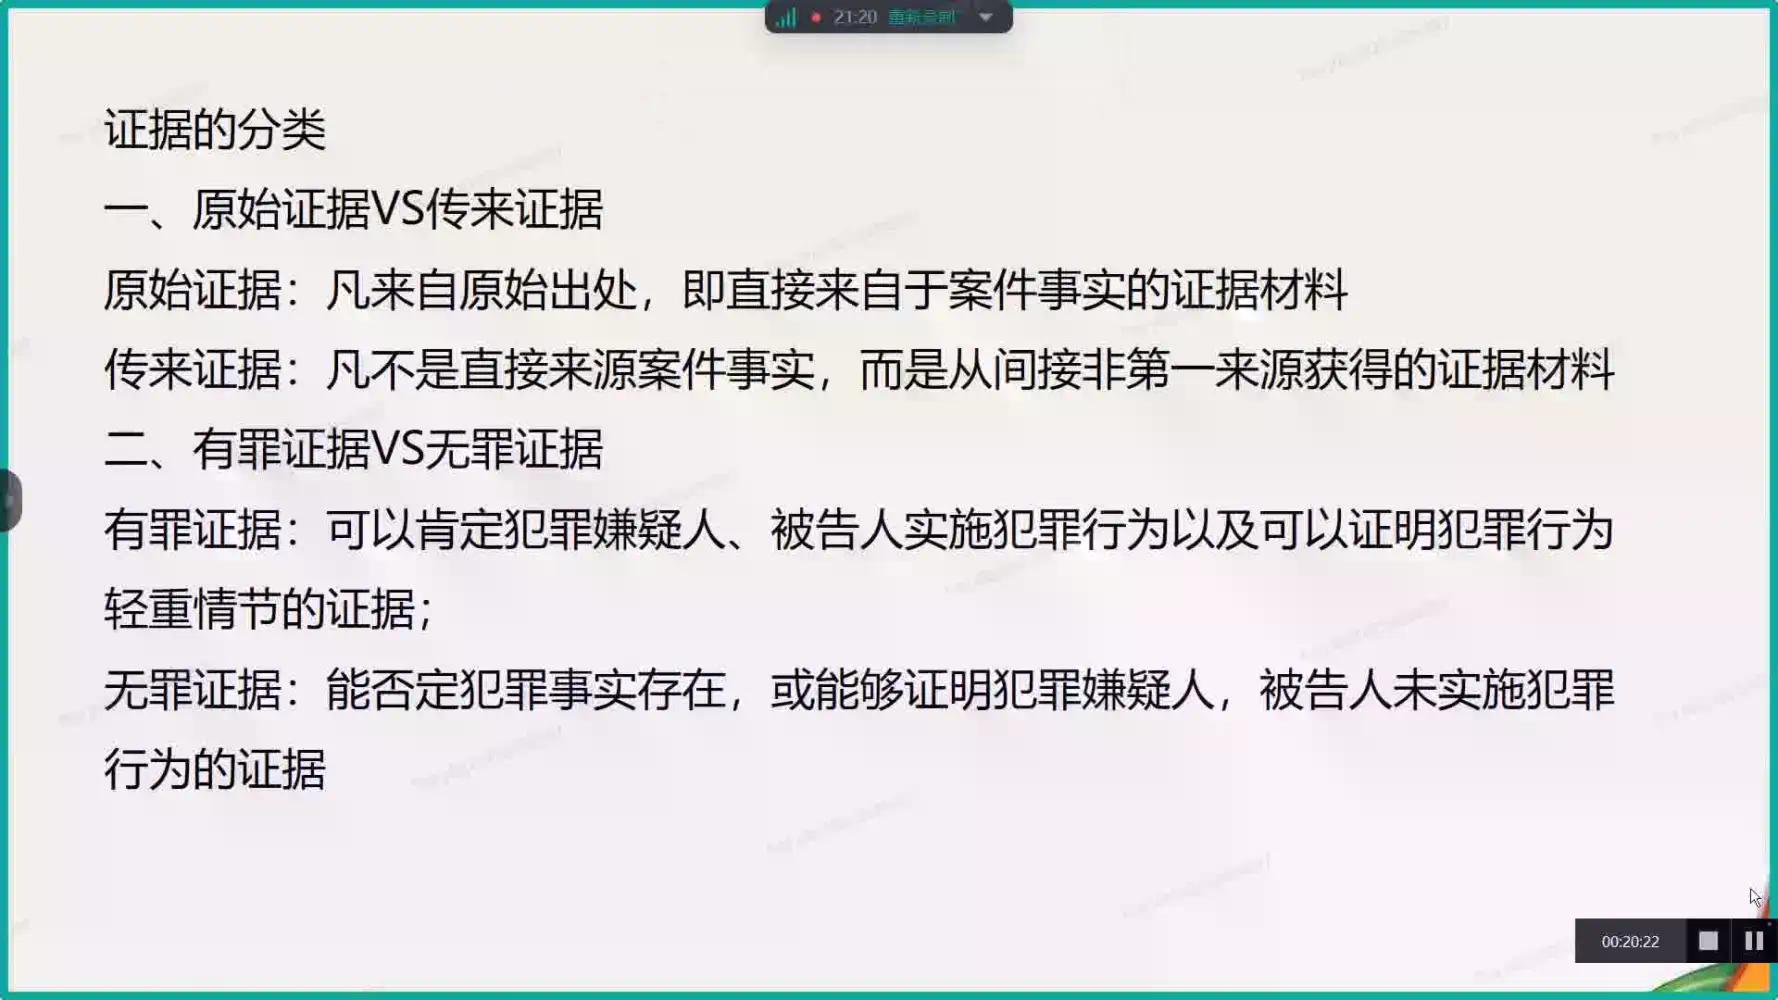 21:20
证据的分类
一、原始证据VS传来证据
原始证据：凡来自原始出处，即直接来自于案件事实的证据材料
传来证据：凡不是直接来源案件事实，而是从间接非第一来源获得的证据材料
二、有罪证据VS无罪证据
有罪证据：可以肯定犯罪嫌疑人、被告人实施犯罪行为以及可以证明犯罪行为
轻重情节的证据；
无罪证据：能否定犯罪事实存在，或能够证明犯罪嫌疑人，被告人未实施犯罪
行为的证据
00:20:22